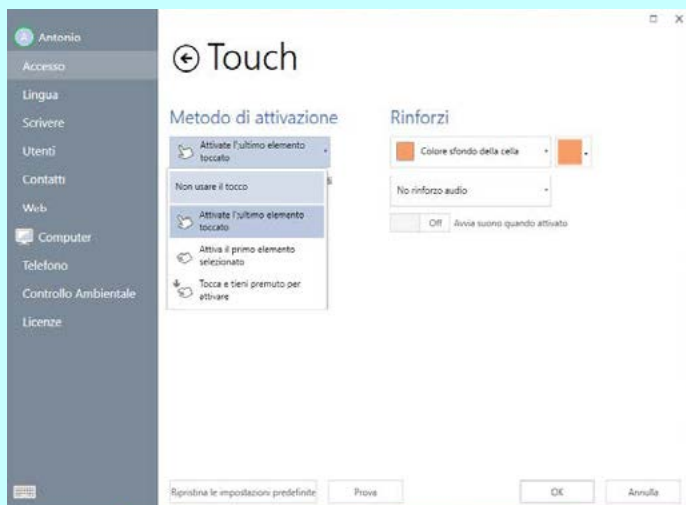 Antonio
Accesso
Lingua
Scrivere
Utenti
Contatti
Web
Computer
Telefono
Controllo Ambientale
Licenze
Touch
Metodo di attivazione
Attivate l'ultimo elemento
toccato
Non usare il tocco
Attivate l'ultimo elemento
toccato
Attiva il primo elemento
selezionato
Tocca e tieni premuto per
attivare
Rinforzi
Colore sfondo della cella
No rinforzo audio
Off Avvia suono quando attivato
Ripristina le impostazioni predefinite Prova OK Annulla